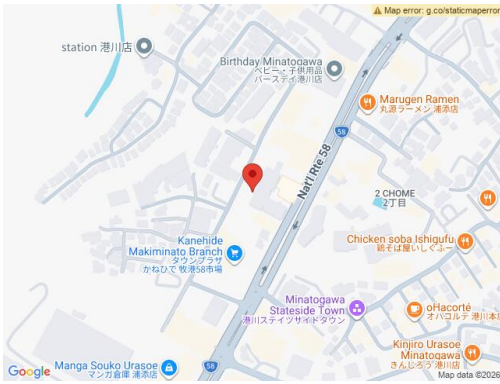 Map error: g.co/staticmaperror
station 港川店
Birthday Minatogawa
ベビー・子供用品
バースデイ港川店
Marugen Ramen
丸源ラーメン 浦添店
58
Nat'l Rte 58
2 CHOME
2丁目
Kanehide
Makiminato Branch
タウンプラザ
かねひで 牧港58市場
Chicken soba Ishigufu
鶏そば屋いしぐふー
Minatogawa
Stateside Town
港川ステイツサイドタウン
oHacorté
オハコルテ 港川本店
Kinjiro Urasoe
Minatogawa
きんじろう 港川店
58
Manga Souko Urasoe
マンガ倉庫 浦添店
Google
Map data ©2026